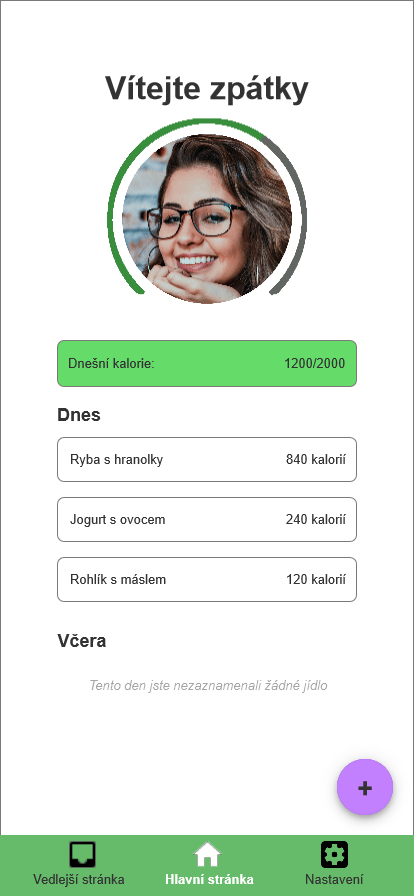 Vítejte zpátky
Dnešní kalorie: 1200/2000
Dnes
Ryba s hranolky 840 kalorií
Jogurt s ovocem 240 kalorií
Rohlík s máslem 120 kalorií
Včera
Tento den jste nezaznamenali žádné jídlo
+
Vedlejší stránka Hlavní stránka Nastavení